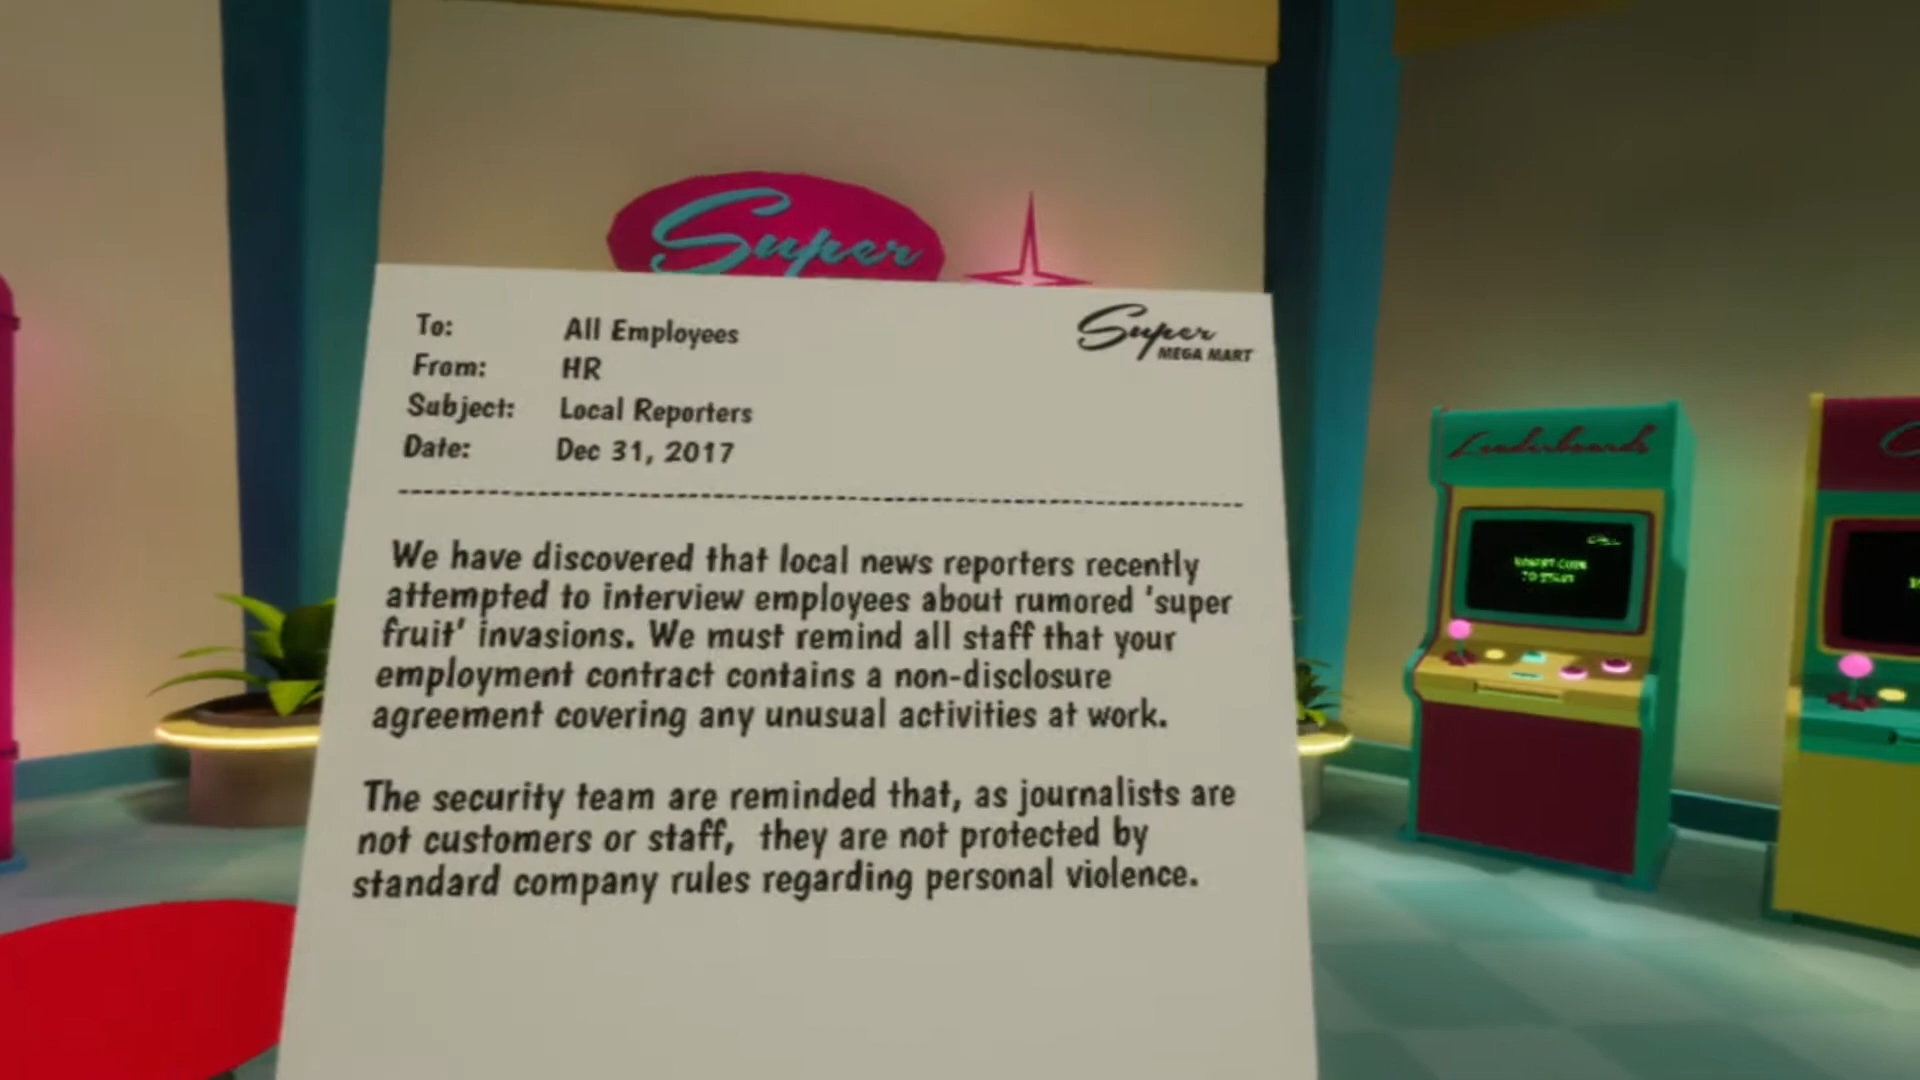 Super
Super
MEGA MART
To: All Employees
From: HR
Subject: Local Reporters
Date: Dec 31, 2017
We have discovered that local news reporters recently
attempted to interview employees about rumored 'super
fruit' invasions. We must remind all staff that your
employment contract contains a non-disclosure
agreement covering any unusual activities at work.
The security team are reminded that, as journalists are
not customers or staff,  they are not protected by
standard company rules regarding personal violence.
Leaderboards
INSERT COIN
TO START